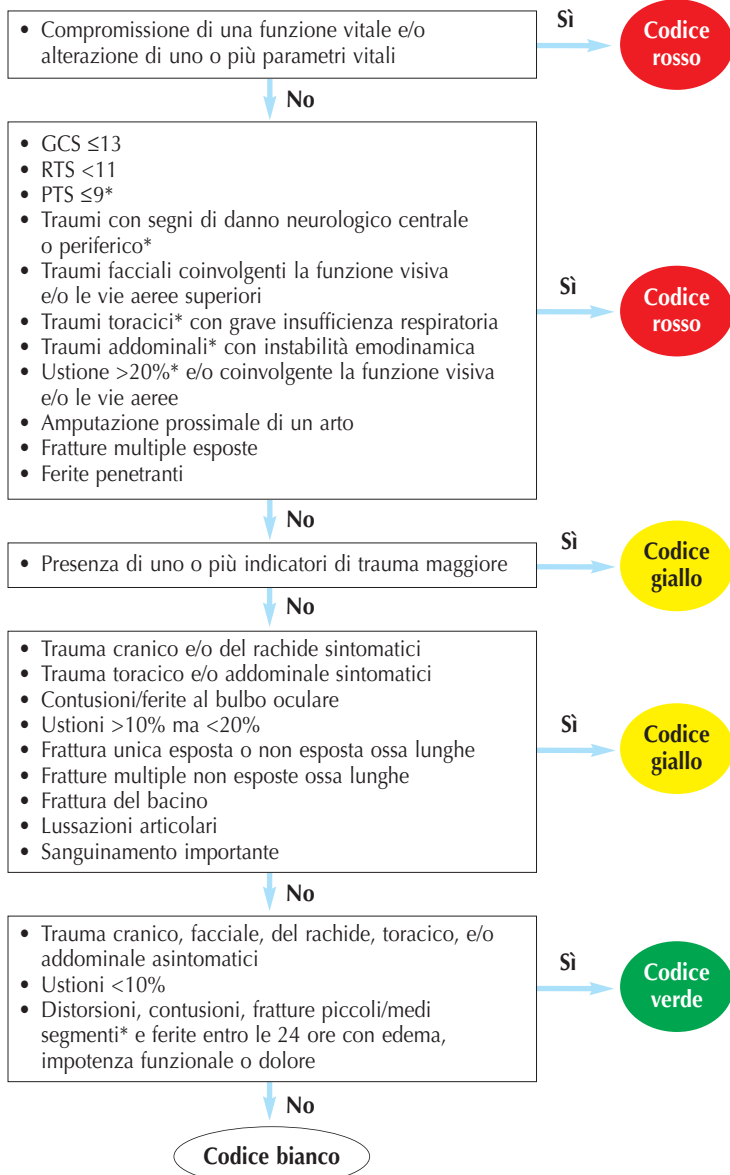 • Compromissione di una funzione vitale e/o
alterazione di uno o più parametri vitali
Sì
Codice
rosso
No
• GCS ≤13
• RTS <11
• PTS ≤9*
• Traumi con segni di danno neurologico centrale
o periferico*
• Traumi facciali coinvolgenti la funzione visiva
e/o le vie aeree superiori
• Traumi toracici* con grave insufficienza respiratoria
• Traumi addominali* con instabilità emodinamica
• Ustione >20%* e/o coinvolgente la funzione visiva
e/o le vie aeree
• Amputazione prossimale di un arto
• Fratture multiple esposte
• Ferite penetranti
Sì
Codice
rosso
No
• Presenza di uno o più indicatori di trauma maggiore
Sì
Codice
giallo
No
• Trauma cranico e/o del rachide sintomatici
• Trauma toracico e/o addominale sintomatici
• Contusioni/ferite al bulbo oculare
• Ustioni >10% ma <20%
• Frattura unica esposta o non esposta ossa lunghe
• Fratture multiple non esposte ossa lunghe
• Frattura del bacino
• Lussazioni articolari
• Sanguinamento importante
Sì
Codice
giallo
No
• Trauma cranico, facciale, del rachide, toracico, e/o
addominale asintomatici
• Ustioni <10%
• Distorsioni, contusioni, fratture piccoli/medi
segmenti* e ferite entro le 24 ore con edema,
impotenza funzionale o dolore
Sì
Codice
verde
No
Codice bianco